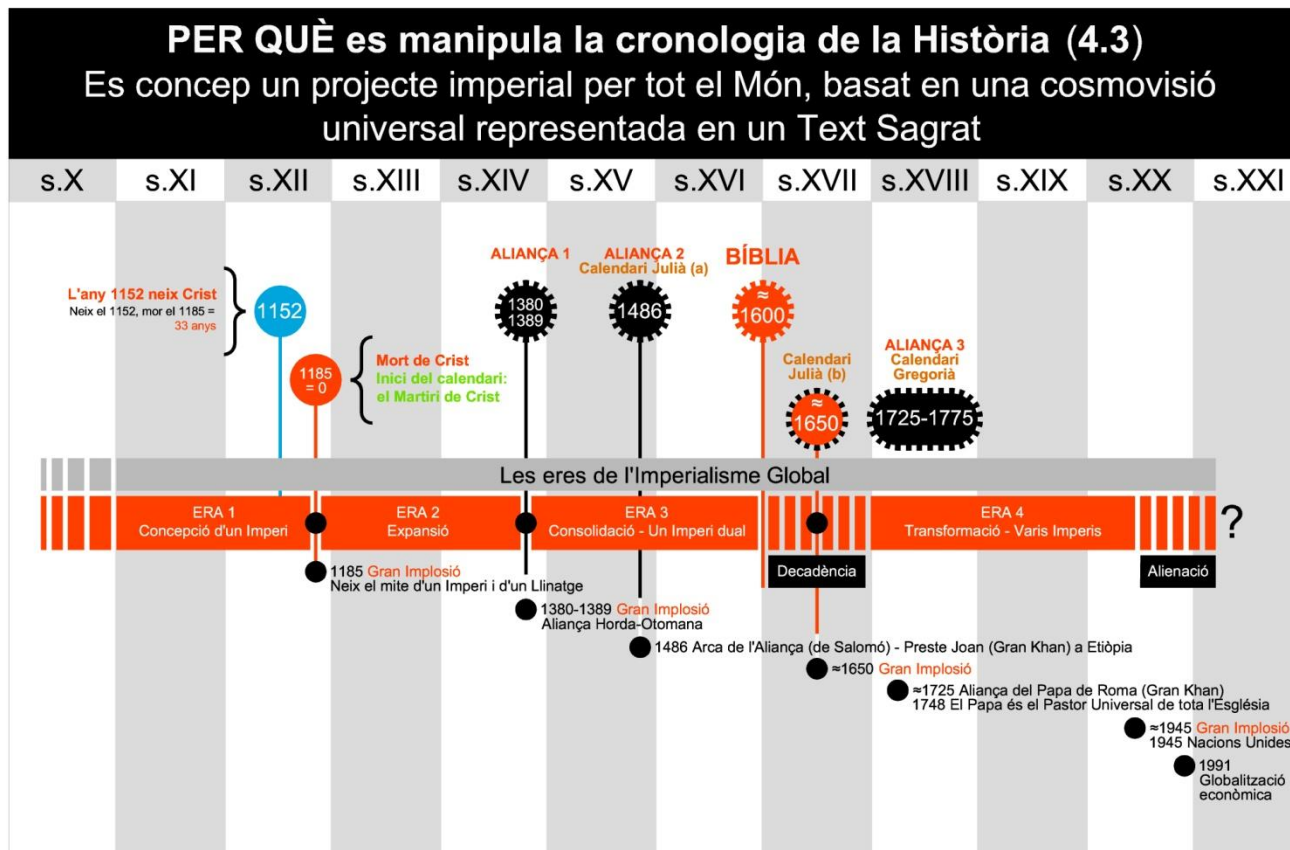 PER QUÈ es manipula la cronologia de la Història (4.3)
Es concep un projecte imperial per tot el Món, basat en una cosmovisió
universal representada en un Text Sagrat
s.X s.XI s.XII s.XIII s.XIV s.XV s.XVI s.XVII s.XVIII s.XIX s.XX s.XXI
L'any 1152 neix Crist
Neix el 1152, mor el 1185 =
33 anys
1152
1185
= 0
Mort de Crist
Inici del calendari:
el Martiri de Crist
ALIANÇA 1
1380
1389
ALIANÇA 2
Calendari Julià (a)
1486
BÍBLIA
≈
1600
Calendari
Julià (b)
≈
1650
ALIANÇA 3
Calendari
Gregorià
1725-1775
Les eres de l'Imperialisme Global
ERA 1
Concepció d'un Imperi
ERA 2
Expansió
ERA 3
Consolidació - Un Imperi dual
ERA 4
Transformació - Varis Imperis
?
Decadència
Alienació
1185 Gran Implosió
Neix el mite d'un Imperi i d'un Llinatge
1380-1389 Gran Implosió
Aliança Horda-Otomana
1486 Arca de l'Aliança (de Salomó) - Preste Joan (Gran Khan) a Etiòpia
≈1650 Gran Implosió
≈1725 Aliança del Papa de Roma (Gran Khan)
1748 El Papa és el Pastor Universal de tota l'Església
≈1945 Gran Implosió
1945 Nacions Unides
1991
Globalització
econòmica